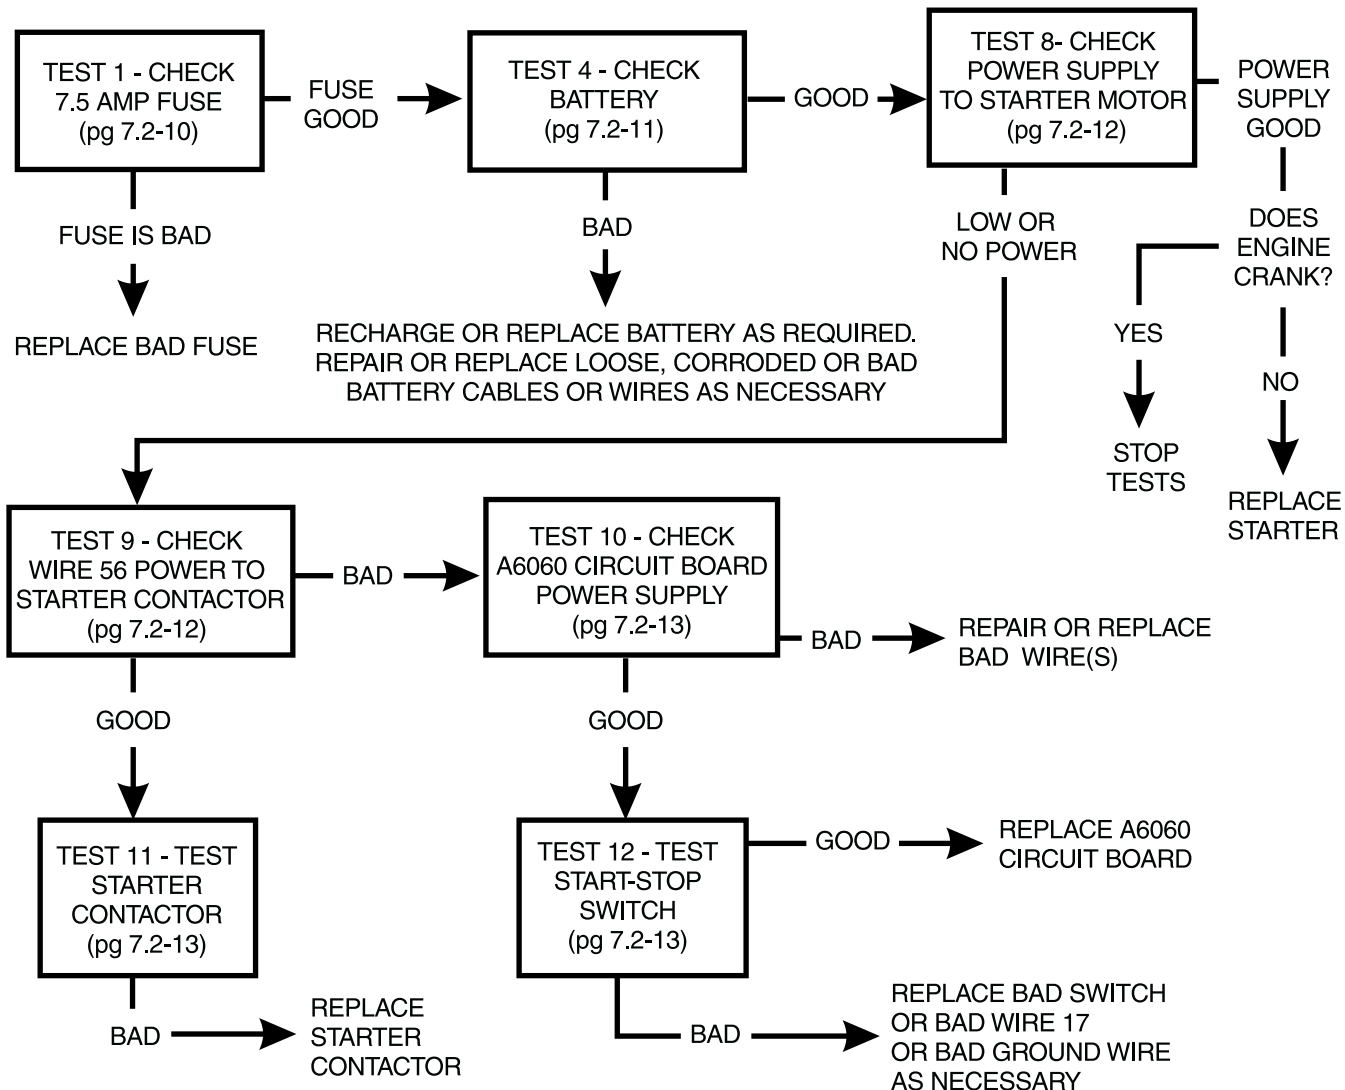 TEST 1 - CHECK
7.5 AMP FUSE
(pg 7.2-10)
FUSE
GOOD
TEST 4 - CHECK
BATTERY
(pg 7.2-11)
GOOD
TEST 8- CHECK
POWER SUPPLY
TO STARTER MOTOR
(pg 7.2-12)
POWER
SUPPLY
GOOD
FUSE IS BAD
REPLACE BAD FUSE
BAD
RECHARGE OR REPLACE BATTERY AS REQUIRED.
REPAIR OR REPLACE LOOSE, CORRODED OR BAD
BATTERY CABLES OR WIRES AS NECESSARY
LOW OR
NO POWER
DOES
ENGINE
CRANK?
YES
STOP
TESTS
NO
REPLACE
STARTER
TEST 9 - CHECK
WIRE 56 POWER TO
STARTER CONTACTOR
(pg 7.2-12)
BAD
TEST 10 - CHECK
A6060 CIRCUIT BOARD
POWER SUPPLY
(pg 7.2-13)
BAD
REPAIR OR REPLACE
BAD WIRE(S)
GOOD
GOOD
TEST 11 - TEST
STARTER
CONTACTOR
(pg 7.2-13)
TEST 12 - TEST
START-STOP
SWITCH
(pg 7.2-13)
GOOD
REPLACE A6060
CIRCUIT BOARD
BAD
REPLACE
STARTER
CONTACTOR
BAD
REPLACE BAD SWITCH
OR BAD WIRE 17
OR BAD GROUND WIRE
AS NECESSARY